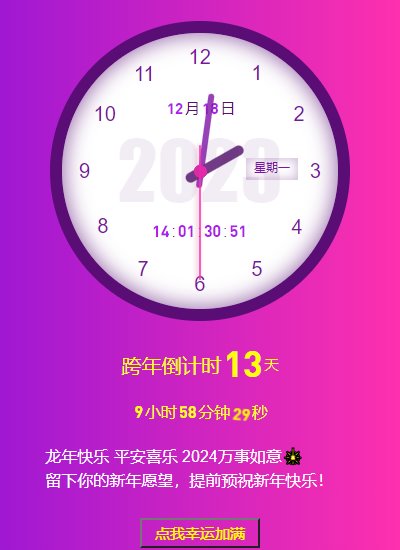 12
11 1
12月18日
10 2
2023
星期一
9 3
14:01:30:51
8 4
7 5
6
跨年倒计时13天
9小时58分钟29秒
龙年快乐 平安喜乐 2024万事如意
留下你的新年愿望，提前预祝新年快乐！
点我幸运加满